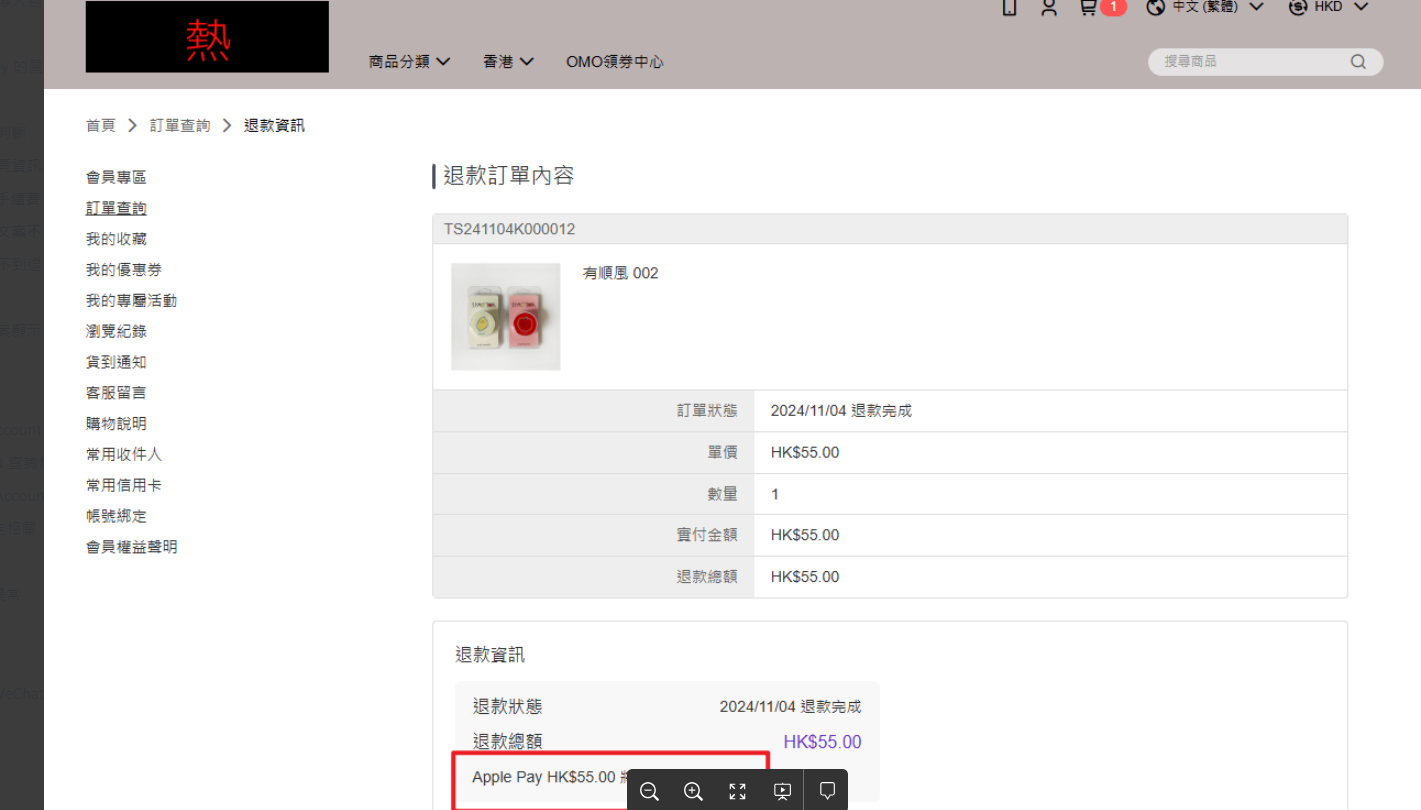 熱
1
中文 (繁體)
HKD
商品分類
香港
OMO領券中心
搜尋商品
首頁
訂單查詢
退款資訊
會員專區
訂單查詢
我的收藏
我的優惠券
我的專屬活動
瀏覽紀錄
貨到通知
客服留言
購物說明
常用收件人
常用信用卡
帳號綁定
會員權益聲明
退款訂單內容
TS241104K000012
有順風 002
訂單狀態 2024/11/04 退款完成
單價 HK$55.00
數量 1
實付金額 HK$55.00
退款總額 HK$55.00
退款資訊
退款狀態 2024/11/04 退款完成
退款總額 HK$55.00
Apple Pay HK$55.00